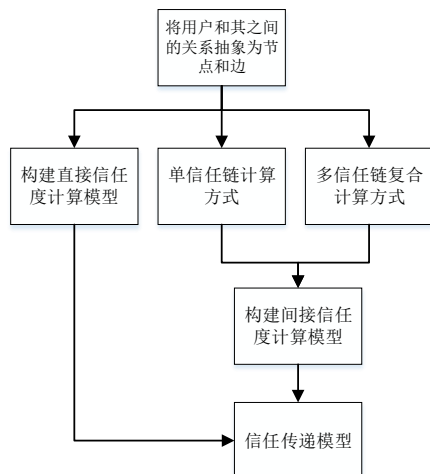 将用户和其之间
的关系抽象为节
点和边
构建直接信任
度计算模型
单信任链计算
方式
多信任链复合
计算方式
构建间接信任
度计算模型
信任传递模型